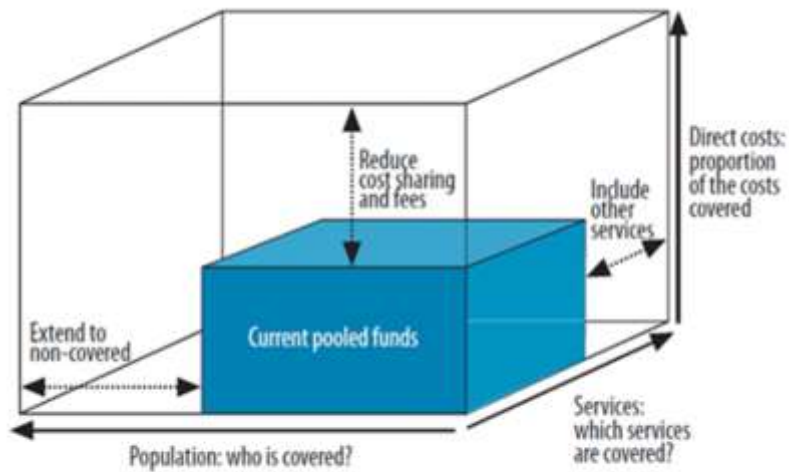 Reduce
cost sharing
and fees
Include
other
services
Direct costs:
proportion
of the costs
covered
Extend to
non-covered
Current pooled funds
Services:
which services
are covered?
Population: who is covered?